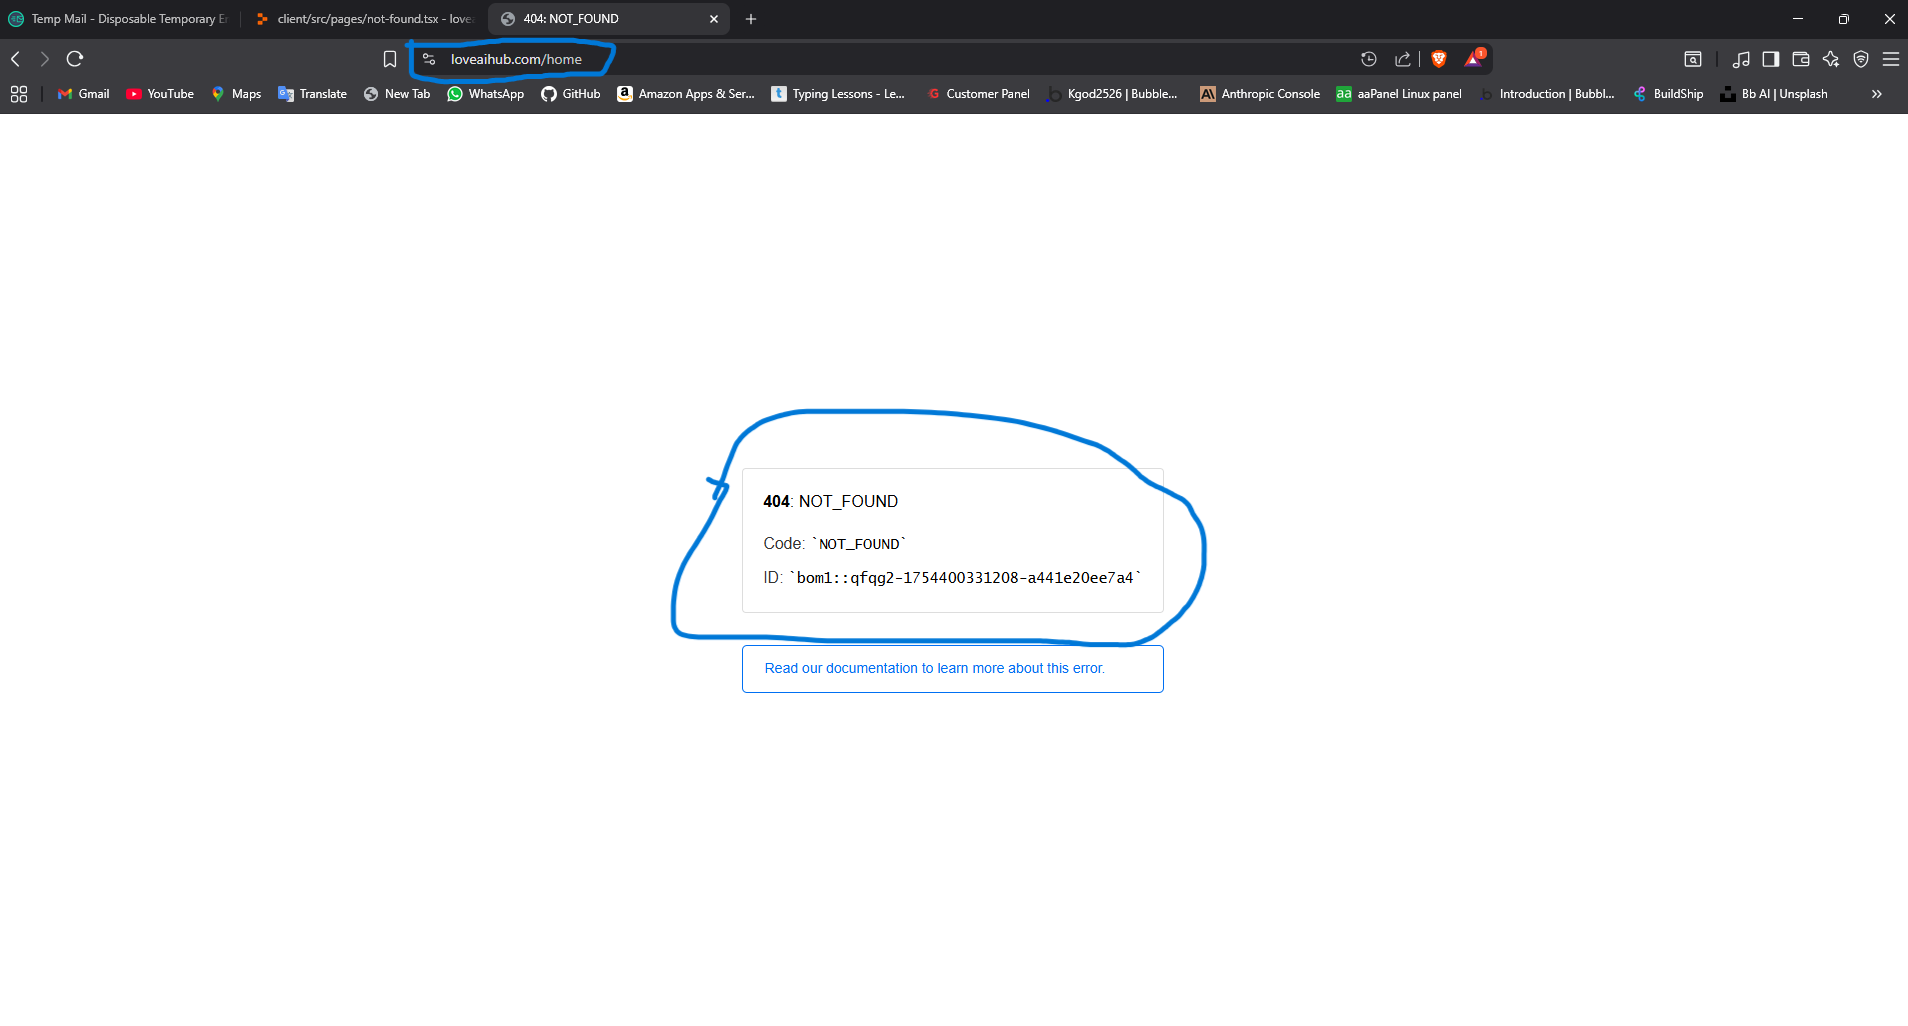 Temp Mail - Disposable Temporary Er
client/src/pages/not-found.tsx - lovea
404: NOT_FOUND
loveaihub.com/home
1
Gmail
YouTube
Maps
Translate
New Tab
WhatsApp
GitHub
Amazon Apps & Ser...
Typing Lessons - Le...
Customer Panel
Kgod2526 | Bubble...
Anthropic Console
aaPanel Linux panel
Introduction | Bubbl...
BuildShip
Bb AI | Unsplash
404: NOT_FOUND
Code: `NOT_FOUND`
ID: `bom1::qfqg2-1754400331208-a441e20ee7a4`
Read our documentation to learn more about this error.